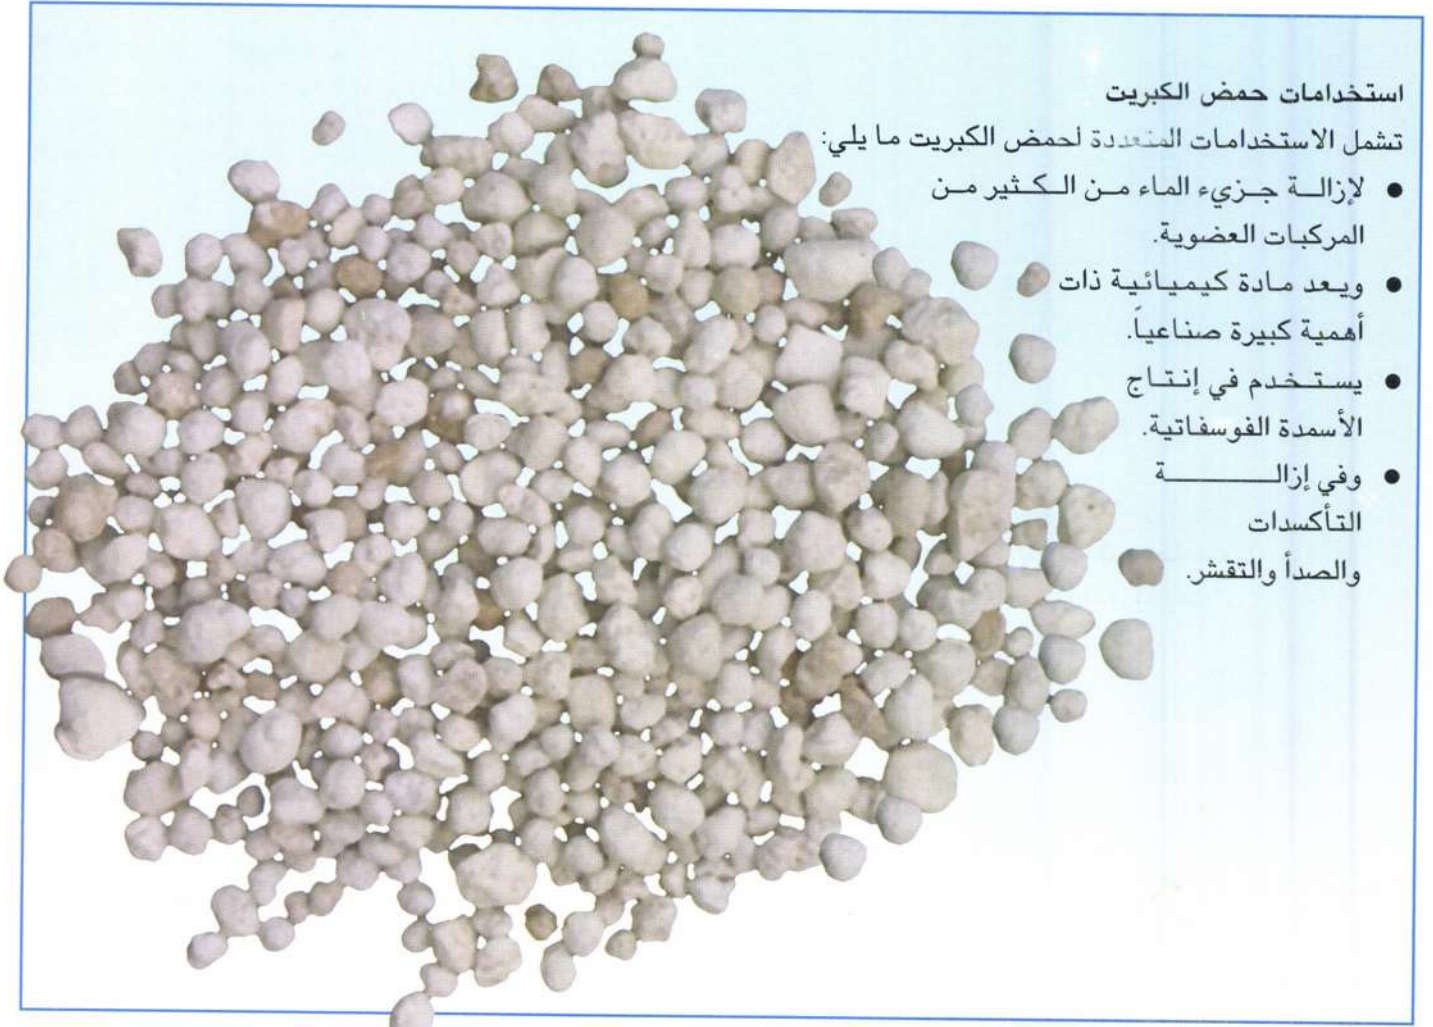 استخدامات حمض الكبريت
تشمل الاستخدامات المتعددة لحمض الكبريت ما يلي:
● لإزالة جزيء الماء من الكثير من
المركبات العضوية.
● ويعد مادة كيميائية ذات
أهمية كبيرة صناعياً.
● يستخدم في إنتاج
الأسمدة الفوسفاتية.
● وفي إزالة
التأكسدات
والصدأ والتقشر.